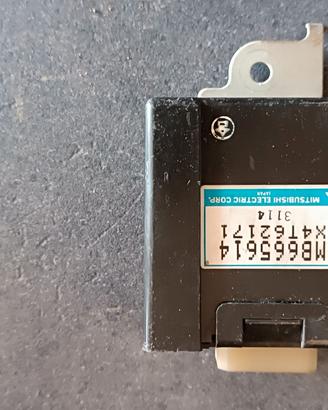 MB665614
X4T62171
3114
MITSUBISHI ELECTRIC CORP.
JAPAN